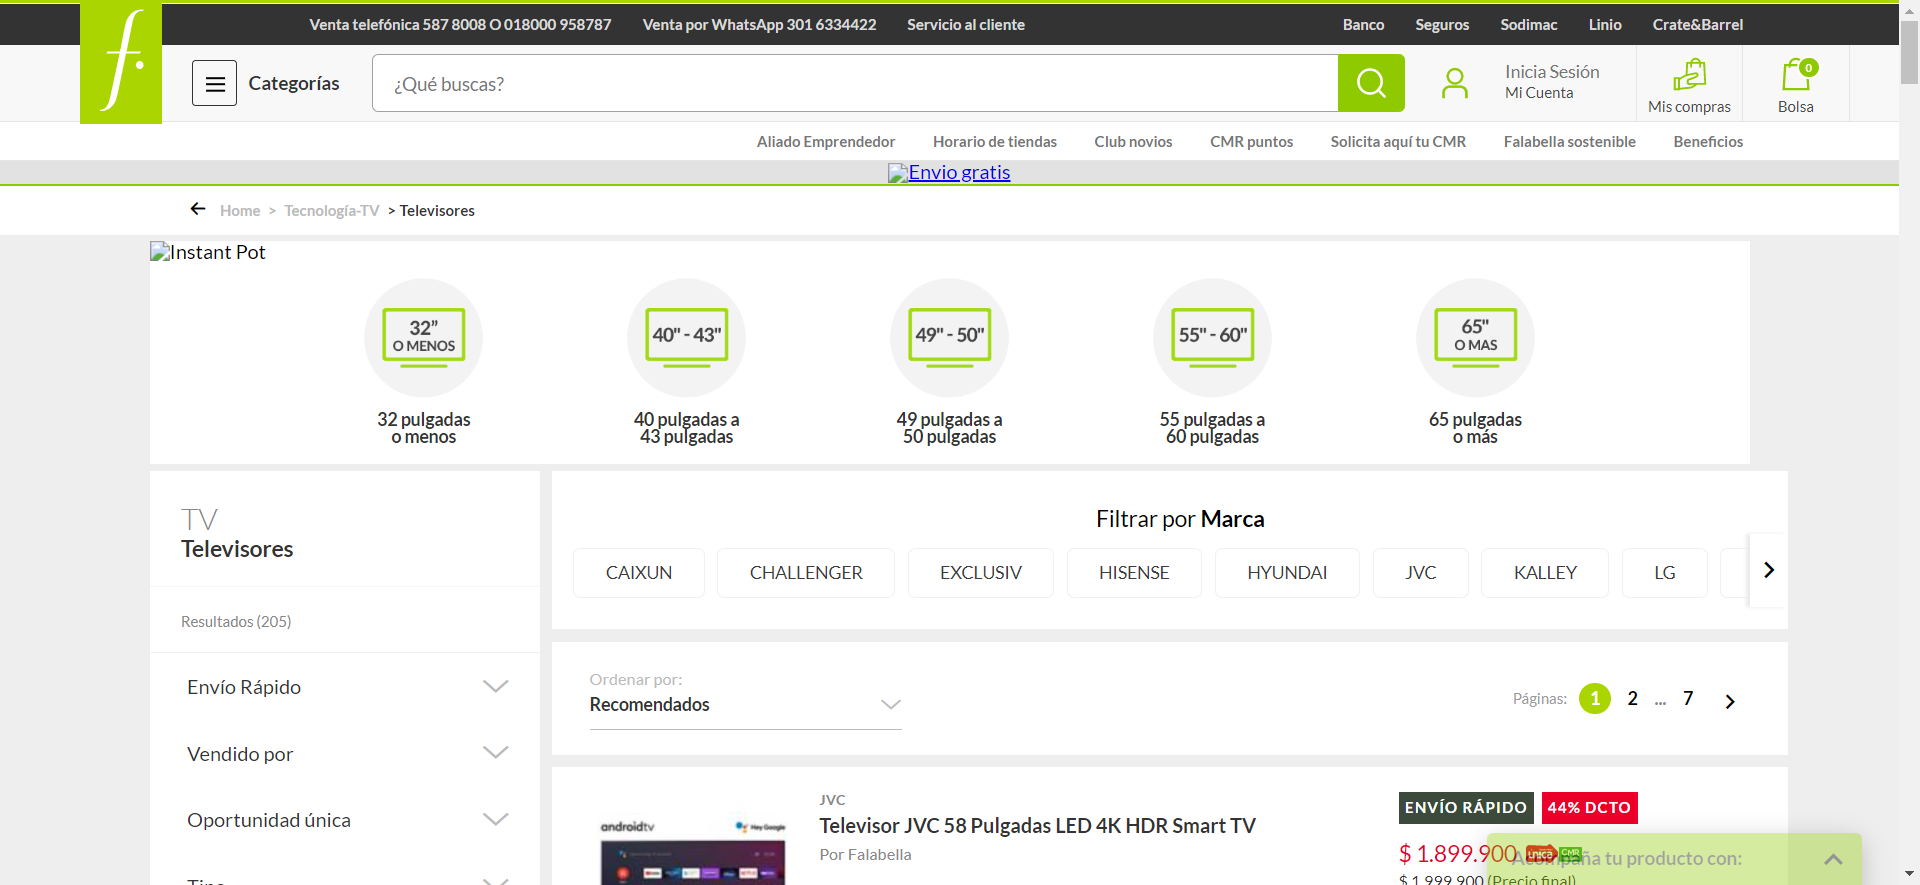 Venta telefónica 587 8008 O 018000 958787 Venta por WhatsApp 301 6334422 Servicio al cliente Banco Seguros Sodimac Linio Crate&Barrel
f.
Categorías
¿Qué buscas?
Inicia Sesión
Mi Cuenta
Mis compras
0
Bolsa
Aliado Emprendedor Horario de tiendas Club novios CMR puntos Solicita aquí tu CMR Falabella sostenible Beneficios
Envio gratis
Home > Tecnología-TV > Televisores
Instant Pot
32”
O MENOS
40" - 43"
49" - 50"
55" - 60"
65"
O MAS
32 pulgadas
o menos
40 pulgadas a
43 pulgadas
49 pulgadas a
50 pulgadas
55 pulgadas a
60 pulgadas
65 pulgadas
o más
TV
Televisores
Resultados (205)
Envío Rápido
Vendido por
Oportunidad única
Filtrar por Marca
CAIXUN CHALLENGER EXCLUSIV HISENSE HYUNDAI JVC KALLEY LG
Ordenar por:
Recomendados
Páginas: 1 2 ... 7
androidtv
Hey Google
JVC
Televisor JVC 58 Pulgadas LED 4K HDR Smart TV
Por Falabella
ENVÍO RÁPIDO 44% DCTO
$ 1.899.900 única CMR
Acompaña tu producto con:
$ 1.999.900 (Precio final)